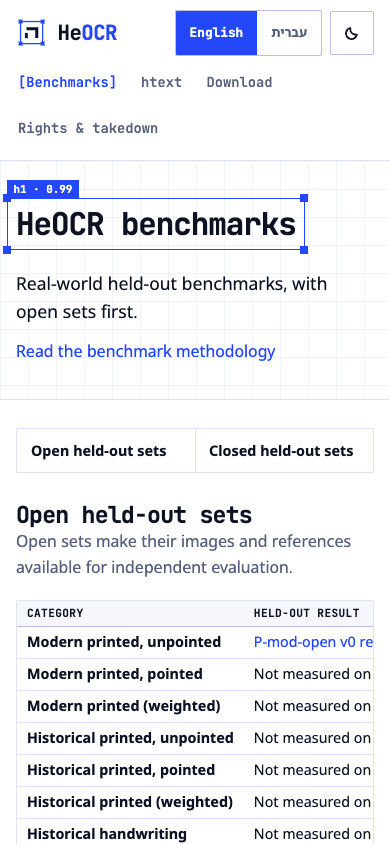 ה HeOCR English עברית
[Benchmarks] htext Download
Rights & takedown
h1 · 0.99
HeOCR benchmarks
Real-world held-out benchmarks, with
open sets first.
Read the benchmark methodology
Open held-out sets Closed held-out sets
Open held-out sets
Open sets make their images and references
available for independent evaluation.
CATEGORY HELD-OUT RESULT
Modern printed, unpointed P-mod-open v0 re
Modern printed, pointed Not measured on
Modern printed (weighted) Not measured on
Historical printed, unpointed Not measured on
Historical printed, pointed Not measured on
Historical printed (weighted) Not measured on
Historical handwriting Not measured on